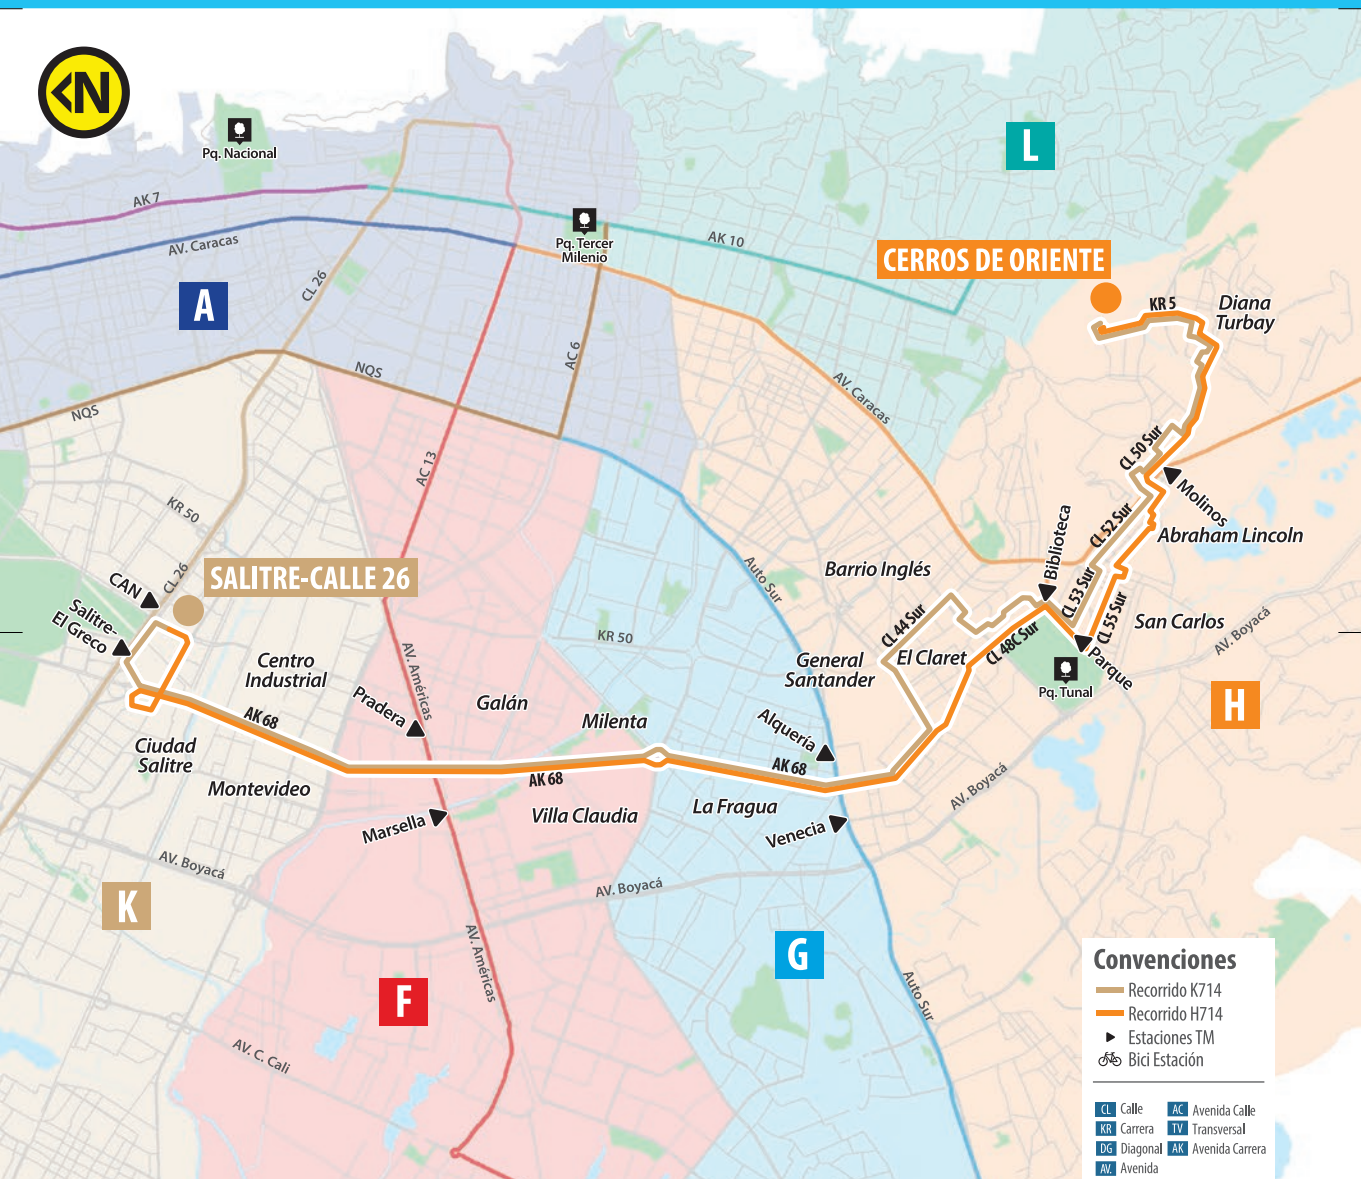 N
Pq. Nacional
L
AK 7
AV. Caracas
Pq. Tercer
Milenio
AK 10
CERROS DE ORIENTE
A
CL 26
KR 5
Diana
Turbay
AC 6
NQS
NQS
AV. Caracas
AC 13
CL 50 Sur
Molinos
KR 50
CL 52 Sur
Abraham Lincoln
Biblioteca
Barrio Inglés
Auto Sur
CAN
CL 26
SALITRE-CALLE 26
CL 53 Sur
CL 55 Sur
San Carlos
Salitre-
El Greco
CL 44 Sur
KR 50
AV. Boyacá
CL 48C Sur
El Claret
Parque
Centro
Industrial
AV. Américas
General
Santander
Pq. Tunal
H
Pradera
Galán
Milenta
AK 68
Alquería
Ciudad
Salitre
AK 68
AK 68
Montevideo
AV. Boyacá
La Fragua
Villa Claudia
Marsella
Venecia
AV. Boyacá
AV. Boyacá
K
G
AV. Américas
Auto Sur
F
AV. C. Cali
Convenciones
Recorrido K714
Recorrido H714
Estaciones TM
Bici Estación
CL Calle AC Avenida Calle
KR Carrera TV Transversal
DG Diagonal AK Avenida Carrera
AV. Avenida